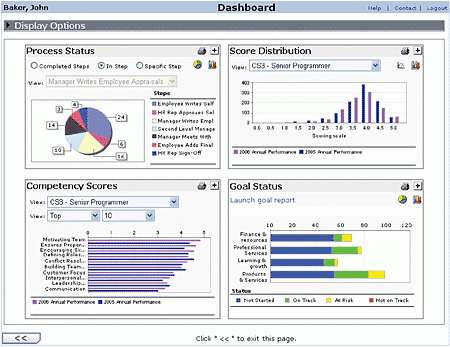 Baker, John
Dashboard
Help | Contact | Logout
Display Options
Process Status
Completed Steps In Step Specific Step
View: Manager Writes Employee Appraisals
3 4 24
14
10 6 16
Steps
Employee Writes Self
HR Rep Approves Sel
Manager Writes Empl
Second Level Manage
Manager Meets With
Employee Adds Final
HR Rep Sign-Off
Score Distribution
View: CS3 - Senior Programmer
400
300
200
100
0
0.0 0.5 1.0 1.5 2.0 2.5 3.0 3.5 4.0 4.5 5.0
Scoring scale
2006 Annual Performance 2005 Annual Performance
Competency Scores
View: CS3 - Senior Programmer
View: Top 10
0 1 2 3 4 5
Motivating Team
Ensures Proper...
Encouraging Si...
Defining Roles...
Conflict Resol...
Building Team...
Customer Focus
Interpersonal...
Leadership...
Communication
2006 Annual Performance 2005 Annual Performance
Goal Status
Launch goal report
10 20 40 60 80 100 120
Finance &
resources
Professional
Services
Learning &
growth
Products
& Services
Status
Not Started On Track At Risk Not on Track
<<
Click " << " to exit this page.